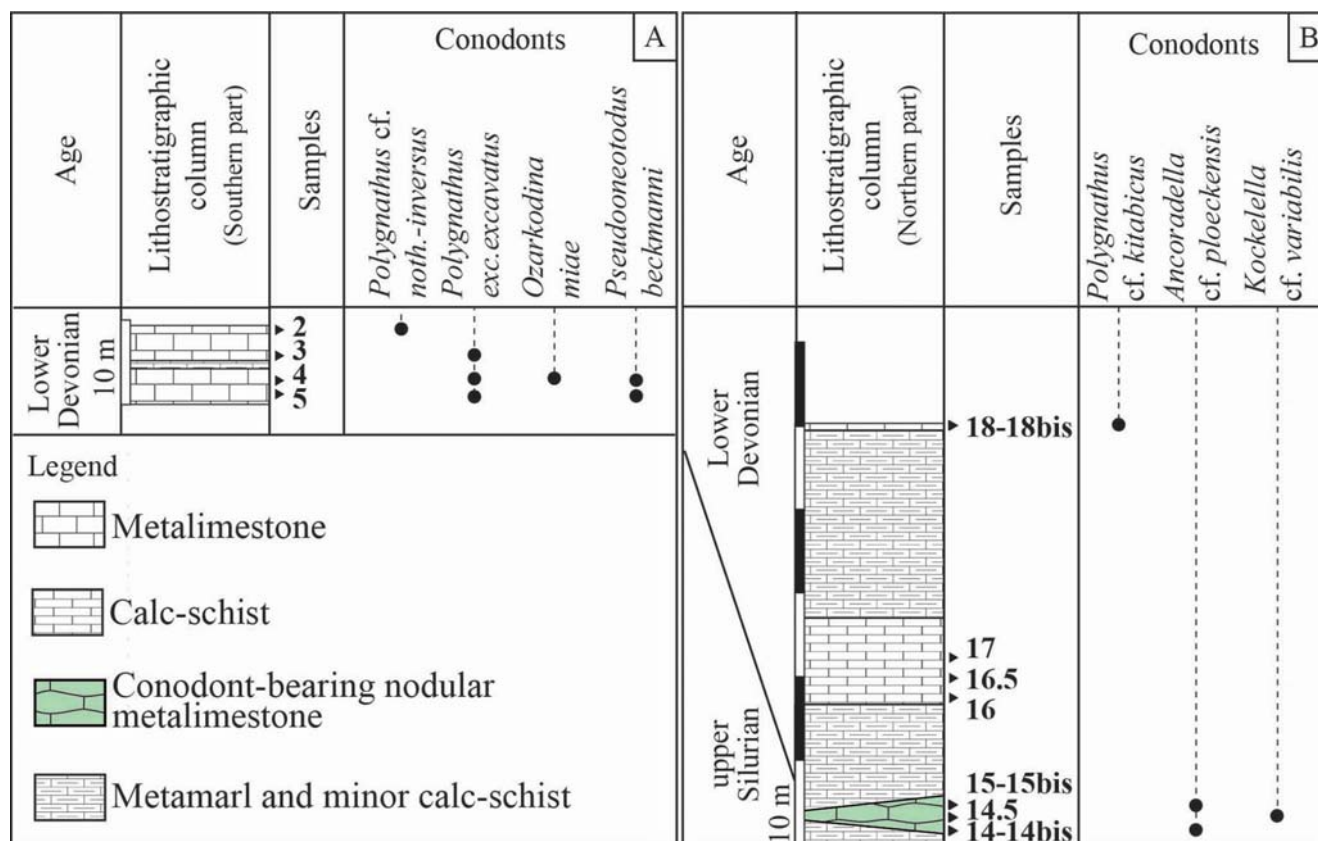 Age
Lithostratigraphic
column
(Southern part)
Samples
Conodonts
A
Polygnathus cf.
noth.-inversus
Polygnathus
exc.excavatus
Ozarkodina
miae
Pseudooneotodus
beckmanni
Lower
Devonian
10 m
2
3
4
5
Legend
Metalimestone
Calc-schist
Conodont-bearing nodular
metalimestone
Metamarl and minor calc-schist
Age
Lithostratigraphic
column
(Northern part)
Samples
Conodonts
B
Polygnathus
cf. kitabicus
Ancoradella
cf. ploeckensis
Kockelella
cf. variabilis
Lower
Devonian
upper
Silurian
10 m
18-18bis
17
16.5
16
15-15bis
14.5
14-14bis